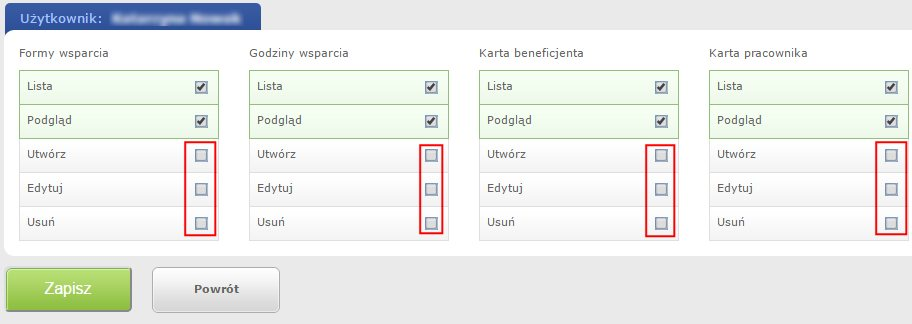 Użytkownik:
Formy wsparcia Godziny wsparcia Karta beneficjenta Karta pracownika
Lista Lista Lista Lista
Podgląd Podgląd Podgląd Podgląd
Utwórz Utwórz Utwórz Utwórz
Edytuj Edytuj Edytuj Edytuj
Usuń Usuń Usuń Usuń
Zapisz Powrót